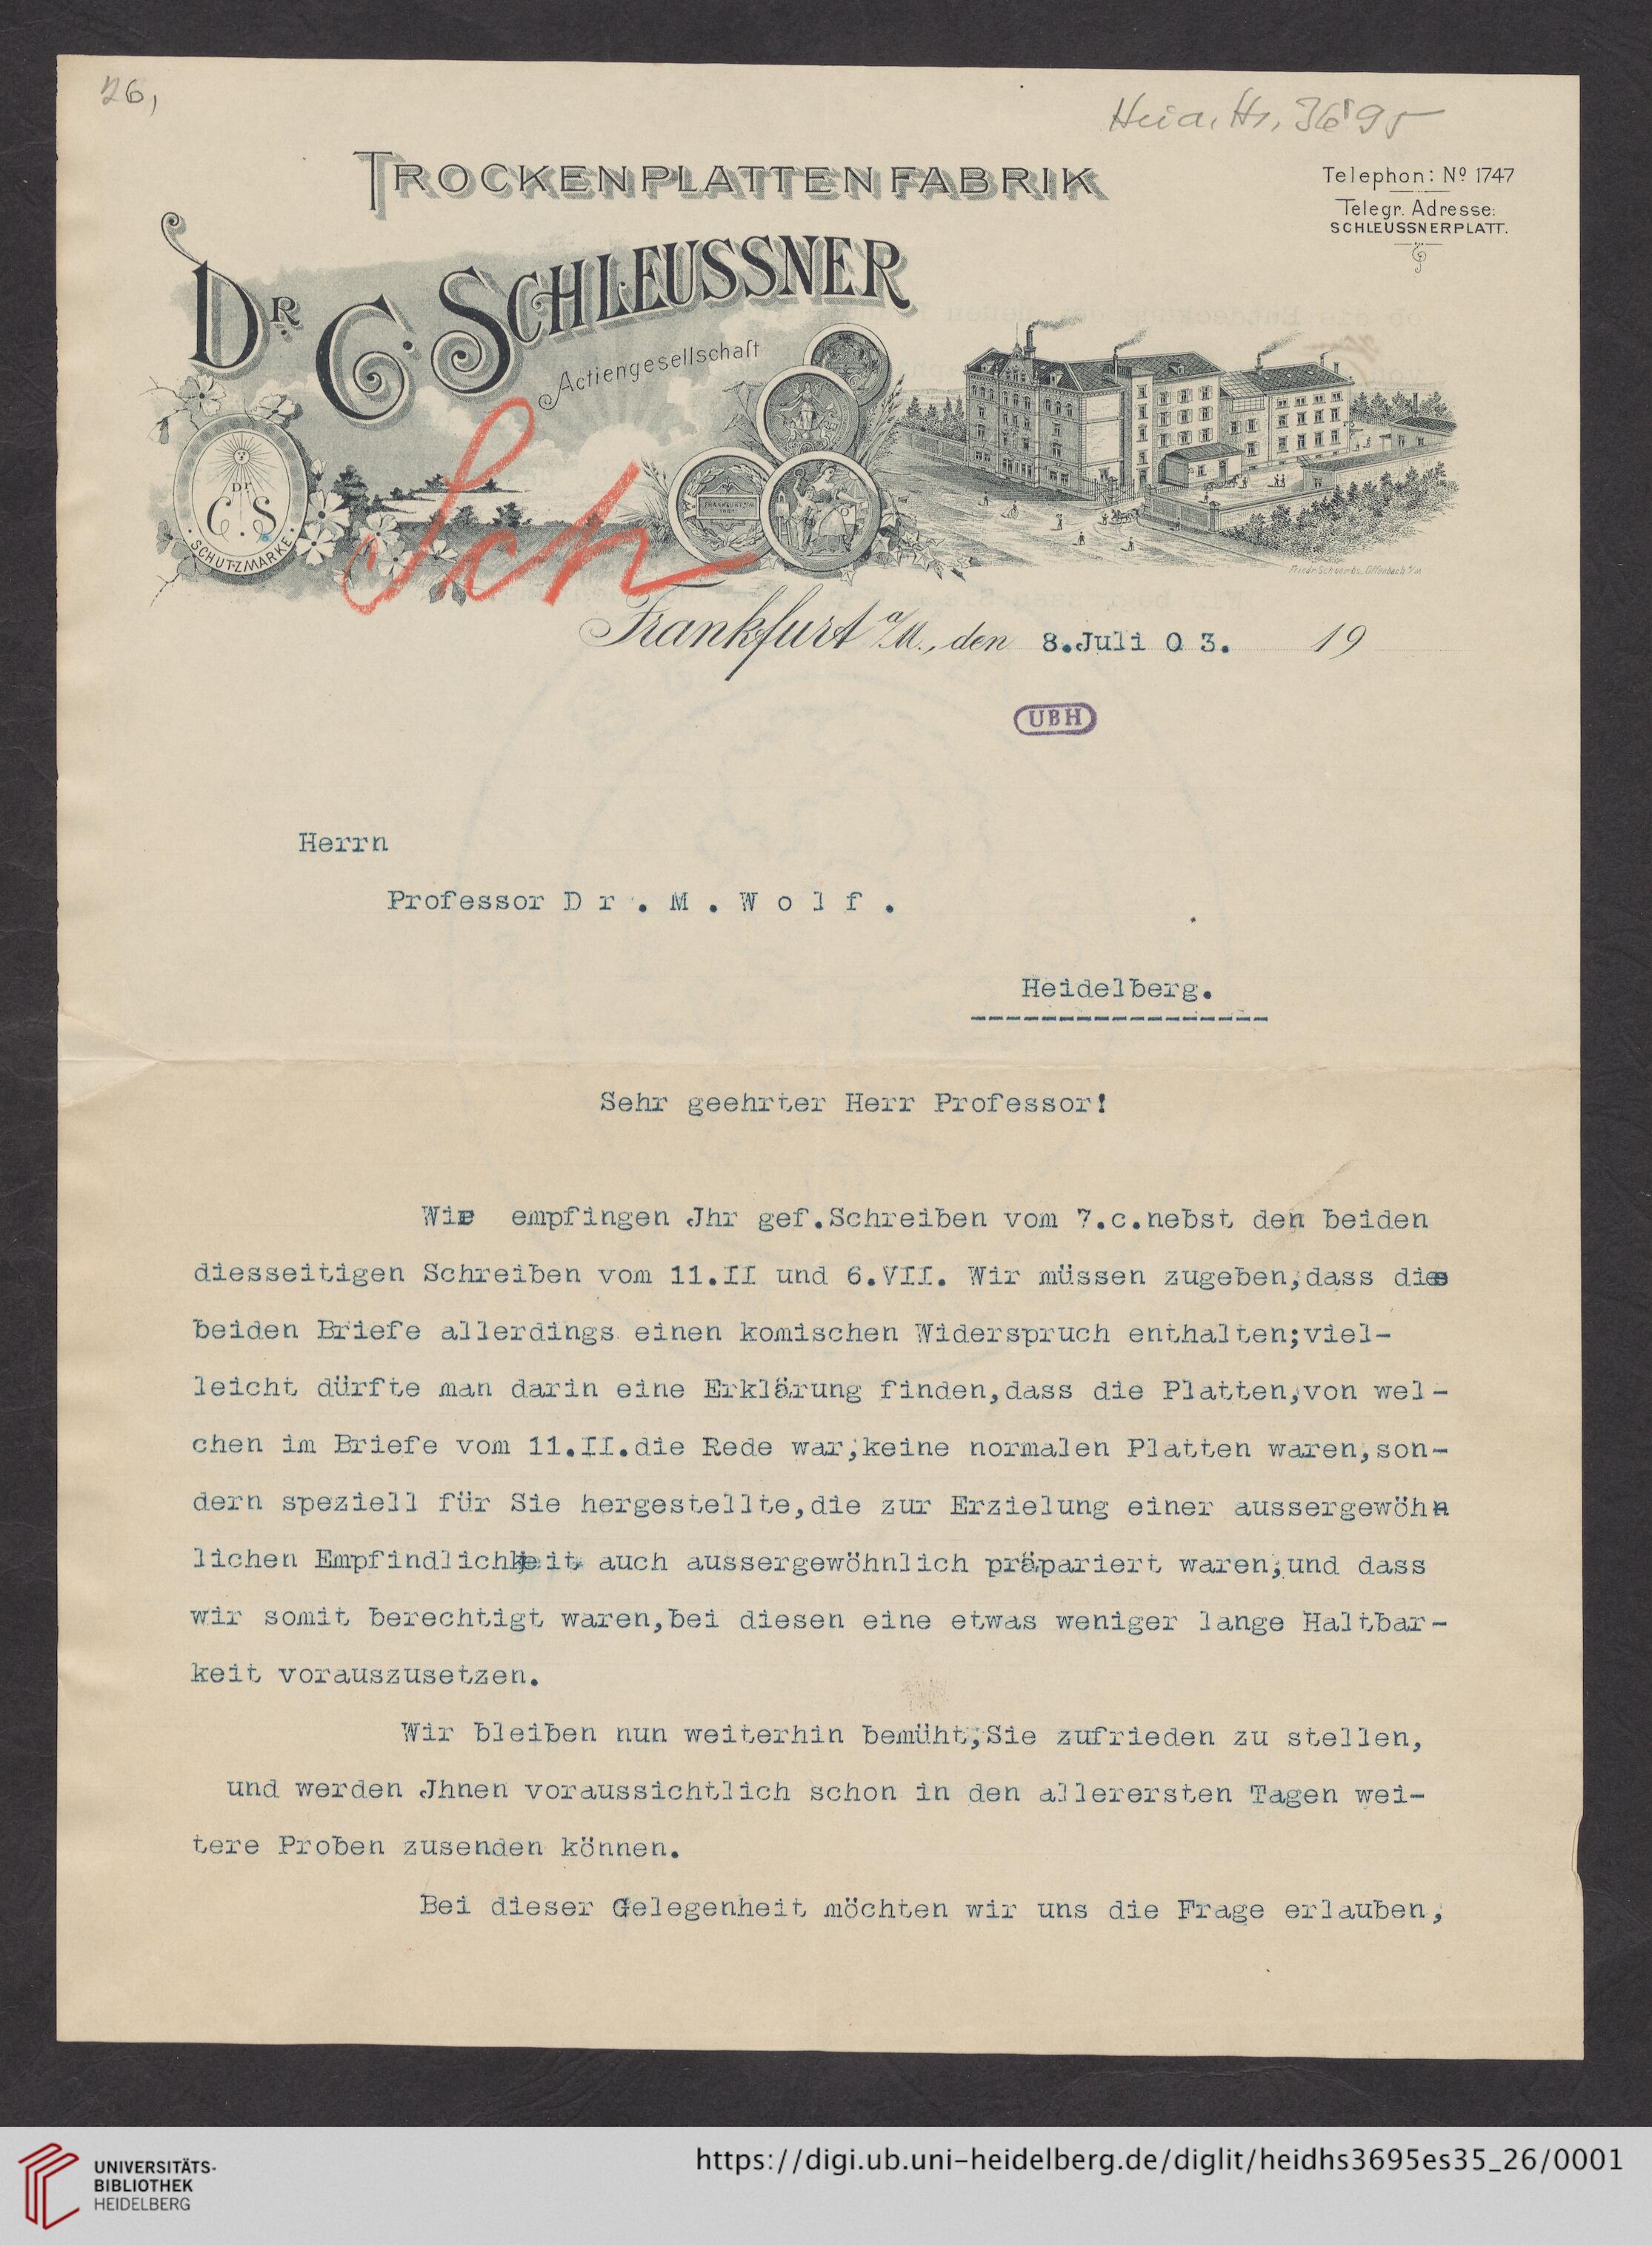 26,
Heid. Hs. 3695
TROCKENPLATTENFABRIK
Telephon: Nº 1747
Telegr. Adresse:
SCHLEUSSNERPLATT.
DR. C. SCHLEUSSNER
Actiengesellschaft
Dr
C. S.
SCHUTZMARKE
Sch
Frankfurt a/M., den 8.Juli 0 3. 19
UBH
Herrn
Professor D r . M . W o l f .
Heidelberg.
Sehr geehrter Herr Professor!
Wir empfingen Jhr gef.Schreiben vom 7.c.nebst den beiden
diesseitigen Schreiben vom 11.II und 6.VII. Wir müssen zugeben,dass die
beiden Briefe allerdings einen komischen Widerspruch enthalten;viel-
leicht dürfte man darin eine Erklärung finden,dass die Platten,von wel-
chen im Briefe vom 11.II.die Rede war,keine normalen Platten waren,son-
dern speziell für Sie hergestellte,die zur Erzielung einer aussergewöhn
lichen Empfindlichkeit auch aussergewöhnlich präpariert waren,und dass
wir somit berechtigt waren,bei diesen eine etwas weniger lange Haltbar-
keit vorauszusetzen.
Wir bleiben nun weiterhin bemüht,Sie zufrieden zu stellen,
und werden Jhnen voraussichtlich schon in den allerersten Tagen wei-
tere Proben zusenden können.
Bei dieser Gelegenheit möchten wir uns die Frage erlauben,
UNIVERSITÄTS-
BIBLIOTHEK
HEIDELBERG
https://digi.ub.uni-heidelberg.de/diglit/heidhs3695es35_26/0001